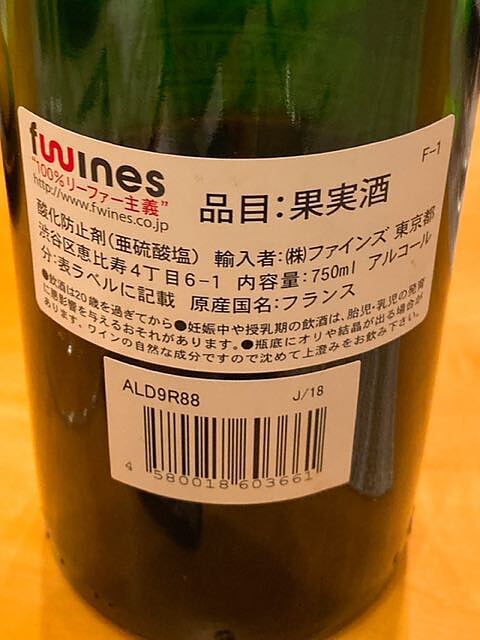 fwines
F-1
"100%リーファー主義"
http://www.fwines.co.jp
品目：果実酒
酸化防止剤(亜硫酸塩) 輸入者：㈱ファインズ 東京都
渋谷区恵比寿4丁目6-1 内容量：750ml アルコール
分：表ラベルに記載 原産国名：フランス
●飲酒は20歳を過ぎてから●妊娠中や授乳期の飲酒は、胎児・乳児の発育
に悪影響を与えるおそれがあります。●瓶底にオリや結晶が出る場合が
あります。ワインの自然な成分ですので沈めて上澄みをお飲み下さい。
ALD9R88 J/18
4 580018 603661